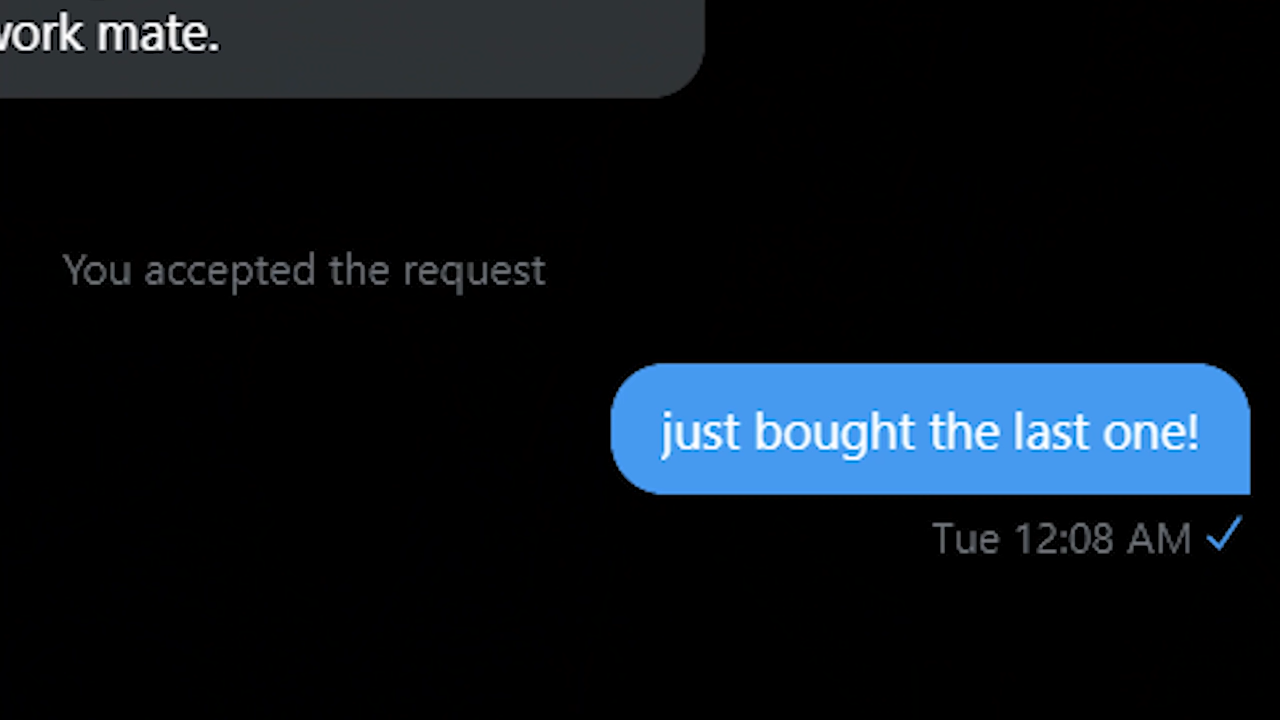 work mate.
You accepted the request
just bought the last one!
Tue 12:08 AM